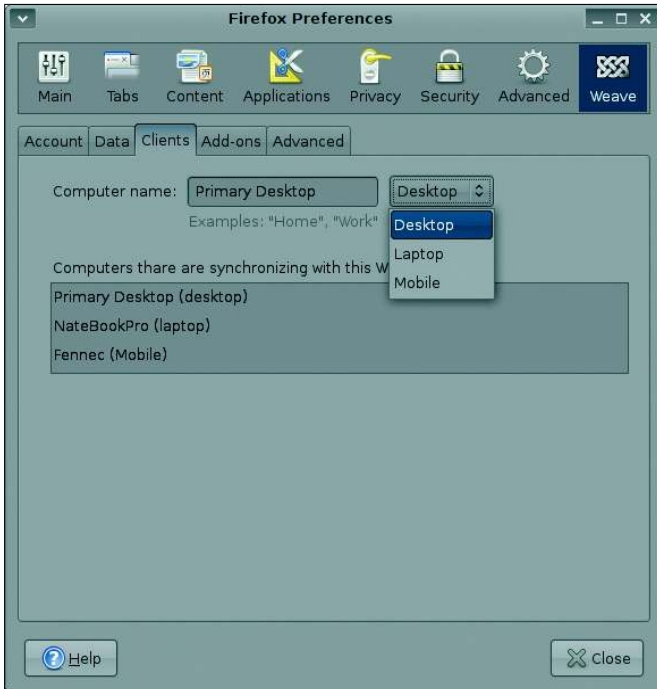 Firefox Preferences
Main Tabs Content Applications Privacy Security Advanced Weave
Account Data Clients Add-ons Advanced
Computer name: Primary Desktop Desktop
Examples: "Home", "Work"
Desktop
Laptop
Mobile
Computers thare are synchronizing with this W
Primary Desktop (desktop)
NateBookPro (laptop)
Fennec (Mobile)
Help Close